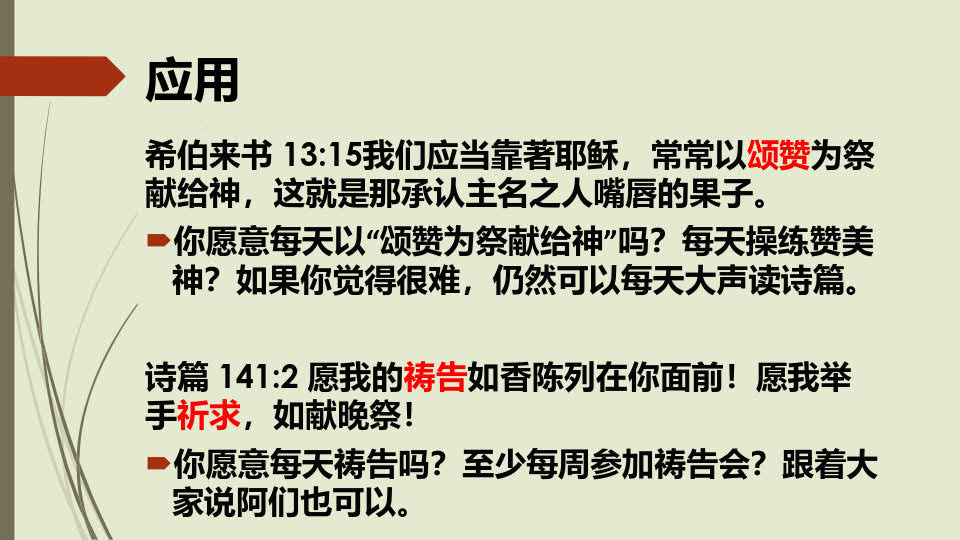 应用
希伯来书 13:15我们应当靠著耶稣，常常以颂赞为祭
献给神，这就是那承认主名之人嘴唇的果子。
你愿意每天以“颂赞为祭献给神”吗？每天操练赞美
神？如果你觉得很难，仍然可以每天大声读诗篇。
诗篇 141:2 愿我的祷告如香陈列在你面前！愿我举
手祈求，如献晚祭！
你愿意每天祷告吗？至少每周参加祷告会？跟着大
家说阿们也可以。